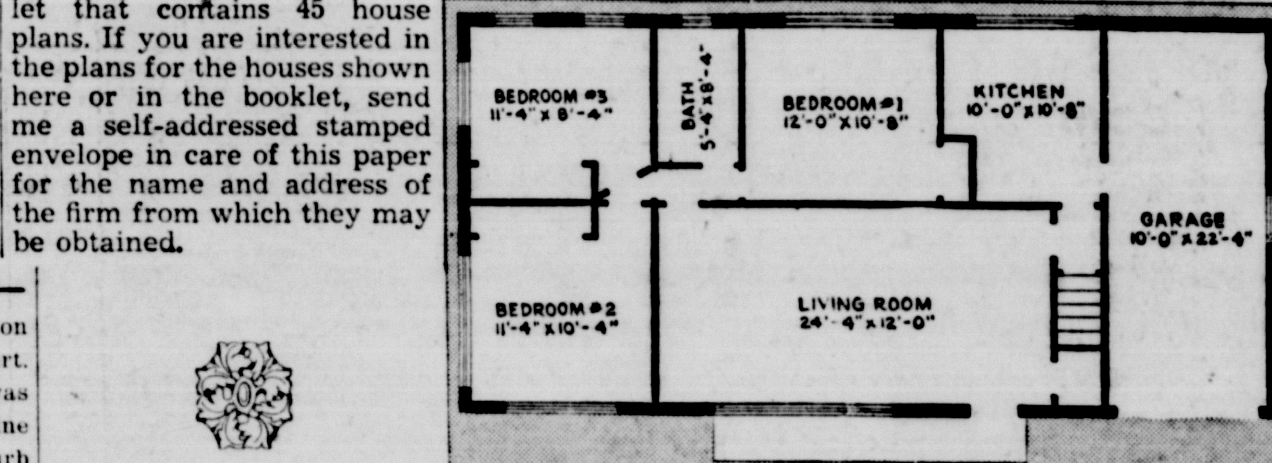 let that contains 45 house
plans. If you are interested in
the plans for the houses shown
here or in the booklet, send
me a self-addressed stamped
envelope in care of this paper
for the name and address of
the firm from which they may
be obtained.
on
rt.
as
ne
rh
BEDROOM #3
11'-4" X 8'-4"
BATH
5'-4" X 8'-4"
BEDROOM #1
12'-0" X 10'-8"
KITCHEN
10'-0" X 10'-8"
GARAGE
10'-0" X 22'-4"
BEDROOM #2
11'-4" X 10'-4"
LIVING ROOM
24'-4" X 12'-0"